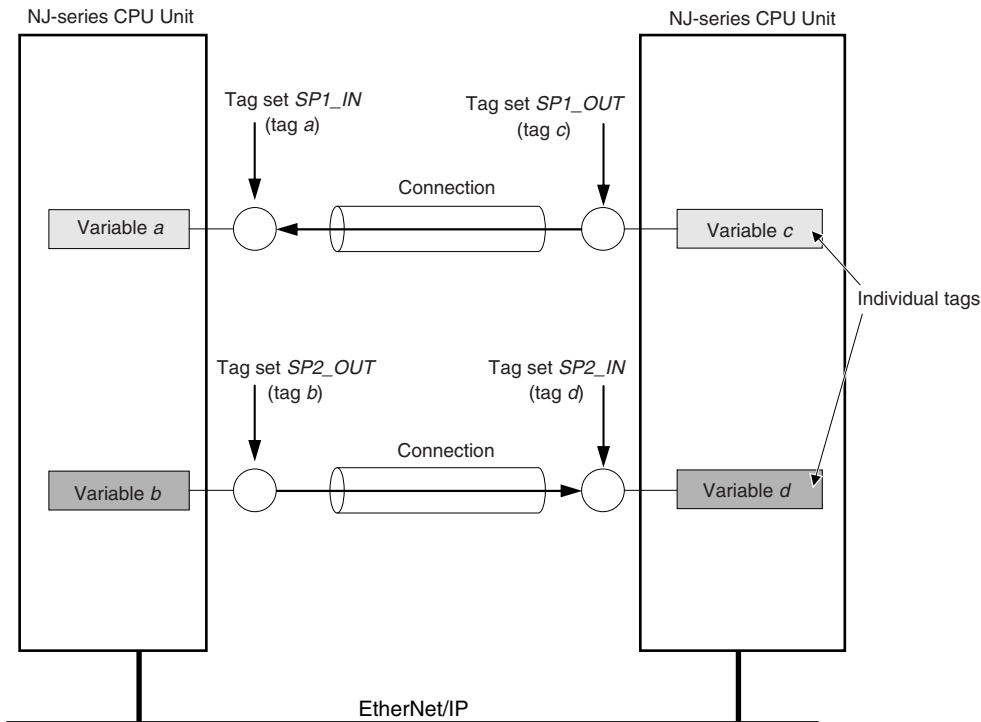 NJ-series CPU Unit
NJ-series CPU Unit
Tag set SP1_IN
(tag a)
Tag set SP1_OUT
(tag c)
Connection
Variable a
Variable c
Individual tags
Tag set SP2_OUT
(tag b)
Tag set SP2_IN
(tag d)
Connection
Variable b
Variable d
EtherNet/IP